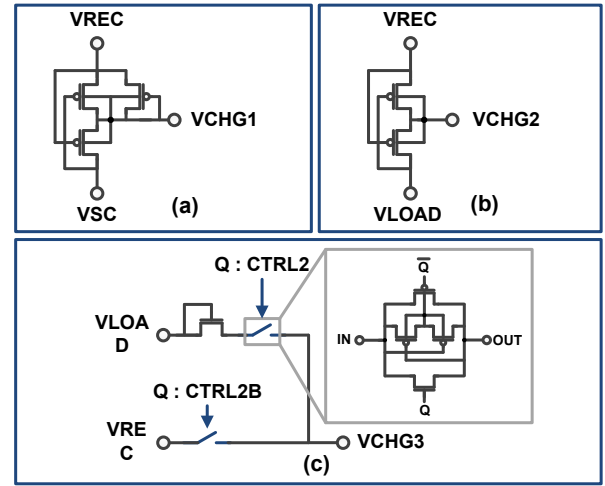 VREC
VCHG1
VSC
(a)
VREC
VCHG2
VLOAD
(b)
Q : CTRL2
VLOA
D
Q : CTRL2B
VRE
C
VCHG3
(c)
Q̅
IN
OUT
Q